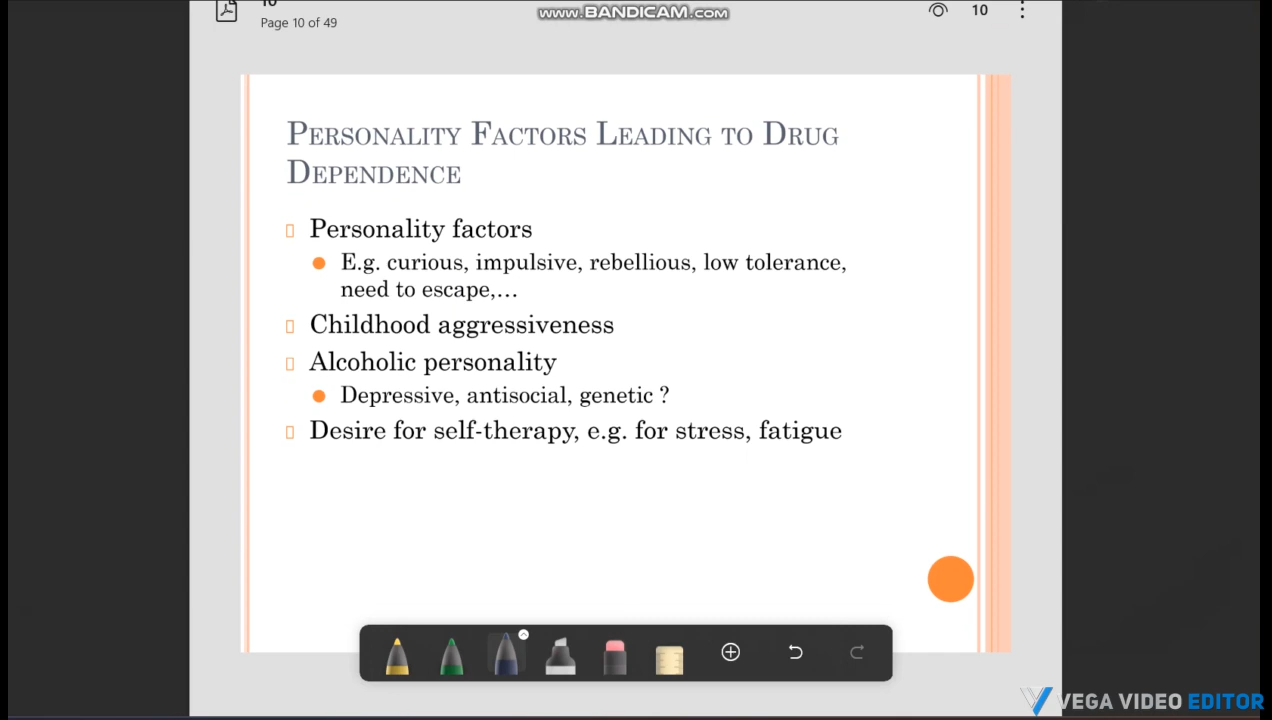 10
www.BANDICAM.com
Page 10 of 49
10
Personality Factors Leading to Drug
Dependence
Personality factors
E.g. curious, impulsive, rebellious, low tolerance,
need to escape,…
Childhood aggressiveness
Alcoholic personality
Depressive, antisocial, genetic ?
Desire for self-therapy, e.g. for stress, fatigue
VEGA VIDEO EDITOR